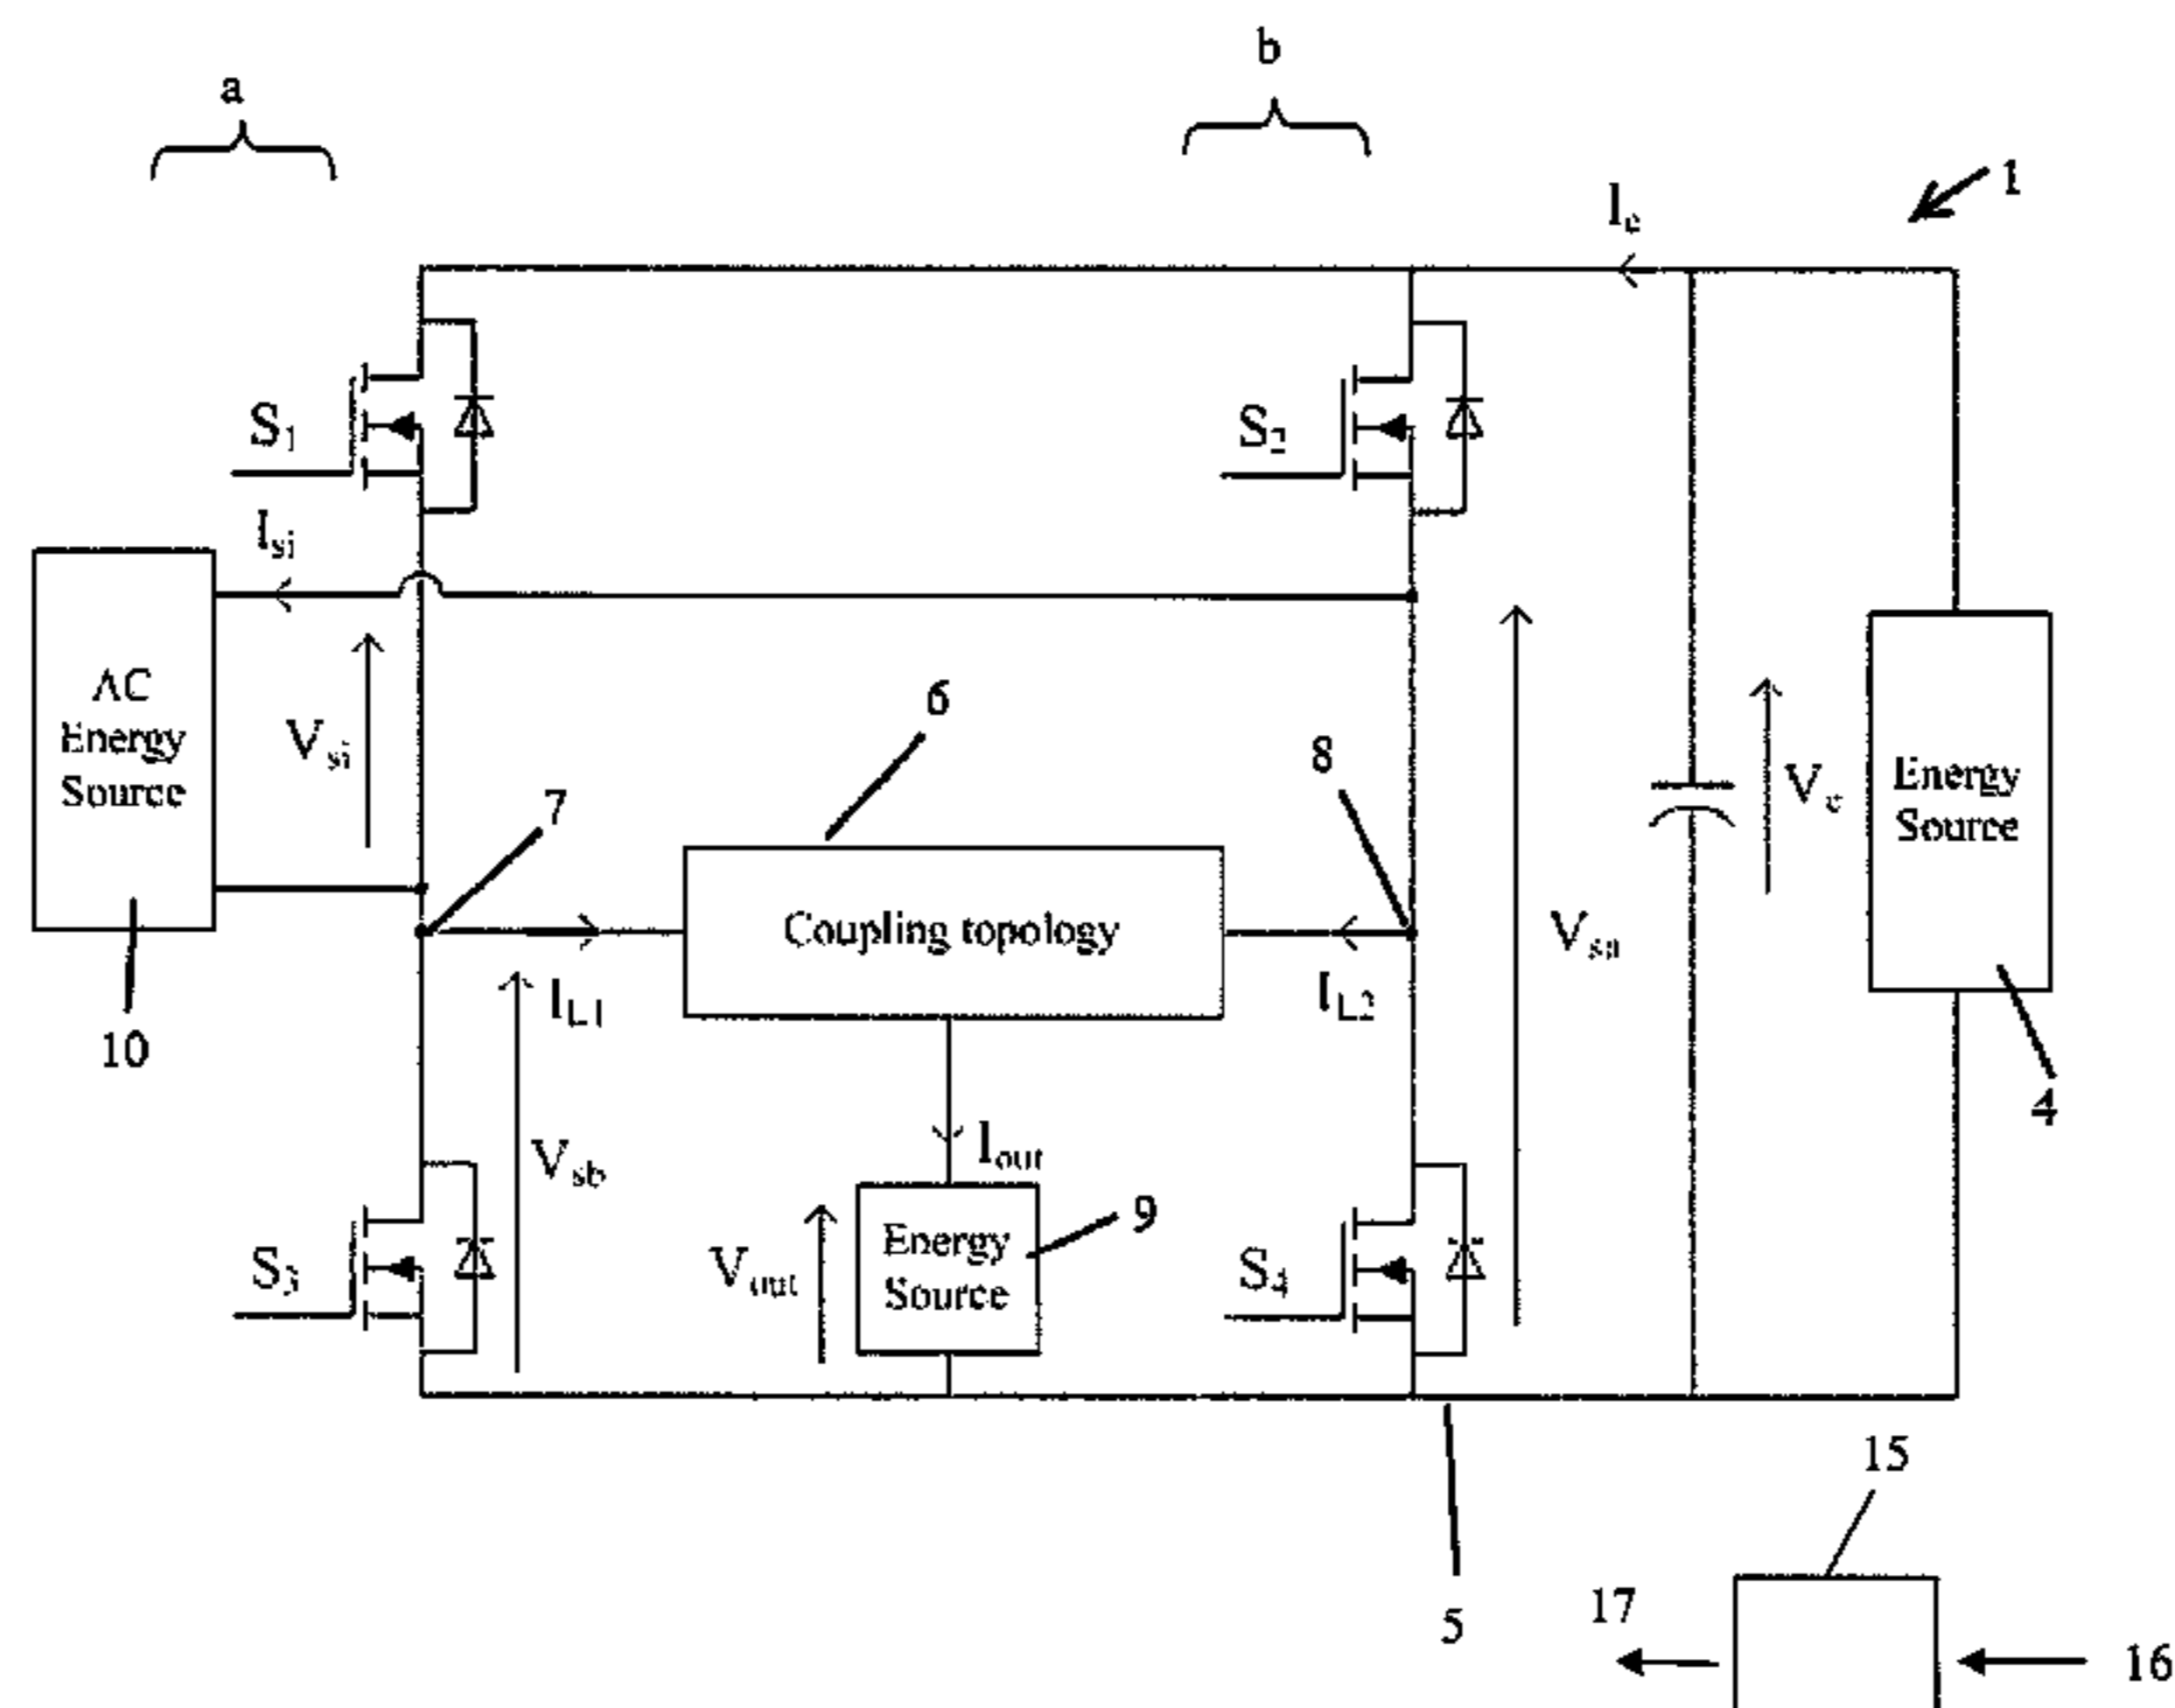 a
b
1
Ie
S1
S2
Isi
AC
Energy
Source
Vsi
6
8
7
Ve
Energy
Source
Coupling topology
Vsa
IL1
IL2
10
4
Iout
Vsb
9
Energy
Source
Vout
S3
S4
15
17
5
16